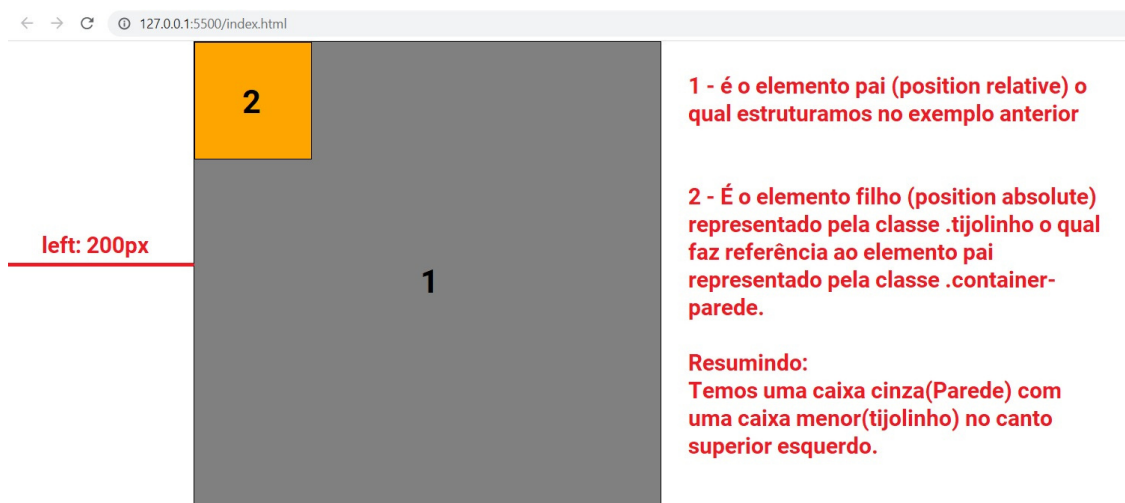 127.0.0.1:5500/index.html
2
1 - é o elemento pai (position relative) o
qual estruturamos no exemplo anterior
2 - É o elemento filho (position absolute)
representado pela classe .tijolinho o qual
faz referência ao elemento pai
representado pela classe .container-
parede.
left: 200px
1
Resumindo:
Temos uma caixa cinza(Parede) com
uma caixa menor(tijolinho) no canto
superior esquerdo.